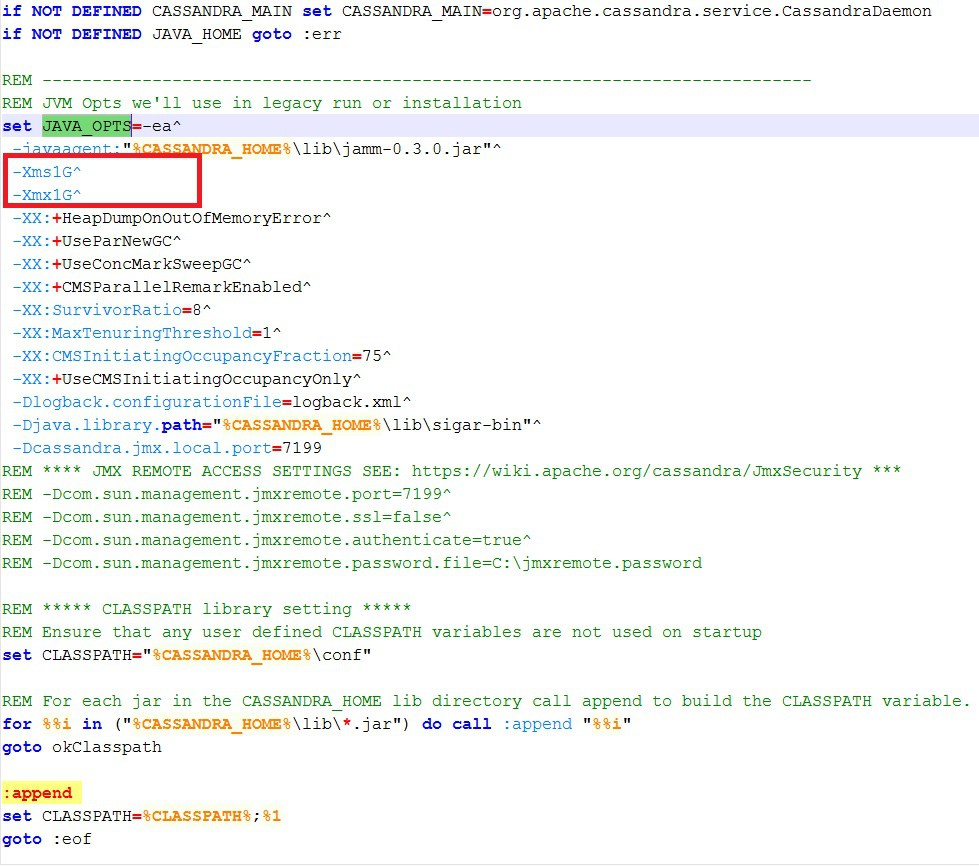 if NOT DEFINED CASSANDRA_MAIN set CASSANDRA_MAIN=org.apache.cassandra.service.CassandraDaemon
if NOT DEFINED JAVA_HOME goto :err
REM -----------------------------------------------------------------------------
REM JVM Opts we'll use in legacy run or installation
set JAVA_OPTS=-ea^
 -javaagent:"%CASSANDRA_HOME%\lib\jamm-0.3.0.jar"^
 -Xms1G^
 -Xmx1G^
 -XX:+HeapDumpOnOutOfMemoryError^
 -XX:+UseParNewGC^
 -XX:+UseConcMarkSweepGC^
 -XX:+CMSParallelRemarkEnabled^
 -XX:SurvivorRatio=8^
 -XX:MaxTenuringThreshold=1^
 -XX:CMSInitiatingOccupancyFraction=75^
 -XX:+UseCMSInitiatingOccupancyOnly^
 -Dlogback.configurationFile=logback.xml^
 -Djava.library.path="%CASSANDRA_HOME%\lib\sigar-bin"^
 -Dcassandra.jmx.local.port=7199
REM **** JMX REMOTE ACCESS SETTINGS SEE: https://wiki.apache.org/cassandra/JmxSecurity ***
REM -Dcom.sun.management.jmxremote.port=7199^
REM -Dcom.sun.management.jmxremote.ssl=false^
REM -Dcom.sun.management.jmxremote.authenticate=true^
REM -Dcom.sun.management.jmxremote.password.file=C:\jmxremote.password
REM ***** CLASSPATH library setting *****
REM Ensure that any user defined CLASSPATH variables are not used on startup
set CLASSPATH="%CASSANDRA_HOME%\conf"
REM For each jar in the CASSANDRA_HOME lib directory call append to build the CLASSPATH variable.
for %%i in ("%CASSANDRA_HOME%\lib\*.jar") do call :append "%%i"
goto okClasspath
:append
set CLASSPATH=%CLASSPATH%;%1
goto :eof